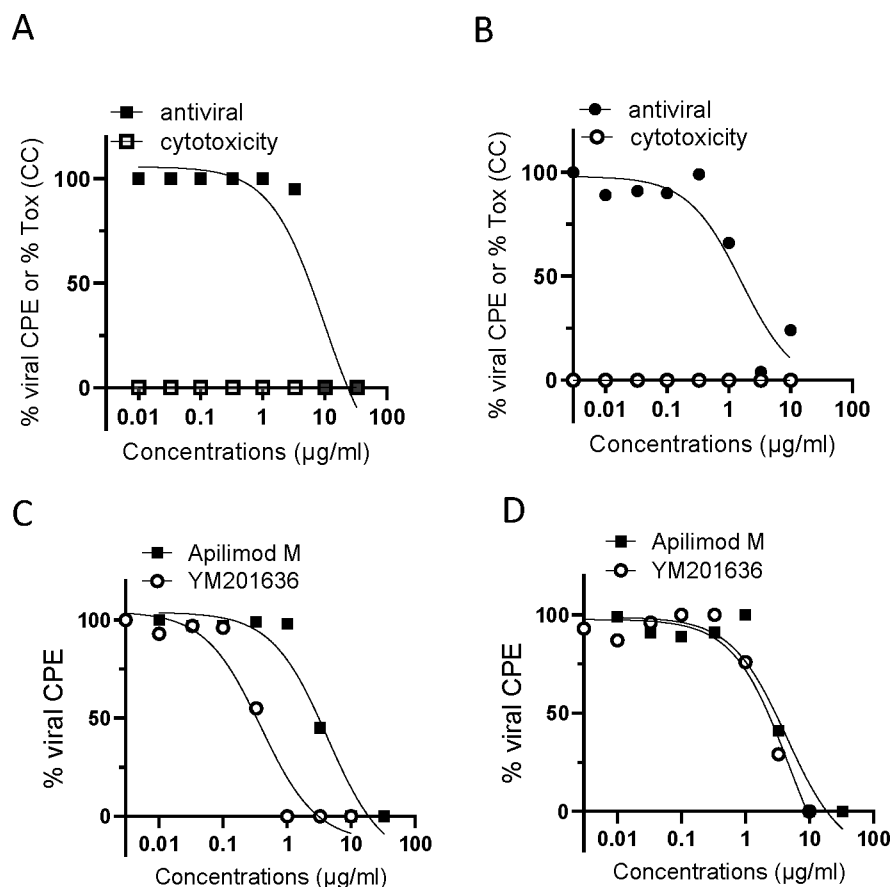 A
antiviral
cytotoxicity
% viral CPE or % Tox (CC)
100
50
0
0.01 0.1 1 10 100
Concentrations (µg/ml)
B
antiviral
cytotoxicity
% viral CPE or % Tox (CC)
100
50
0
0.01 0.1 1 10 100
Concentrations (µg/ml)
C
Apilimod M
YM201636
% viral CPE
100
50
0
0.01 0.1 1 10 100
Concentrations (µg/ml)
D
Apilimod M
YM201636
% viral CPE
100
50
0
0.01 0.1 1 10 100
Concentrations (µg/ml)